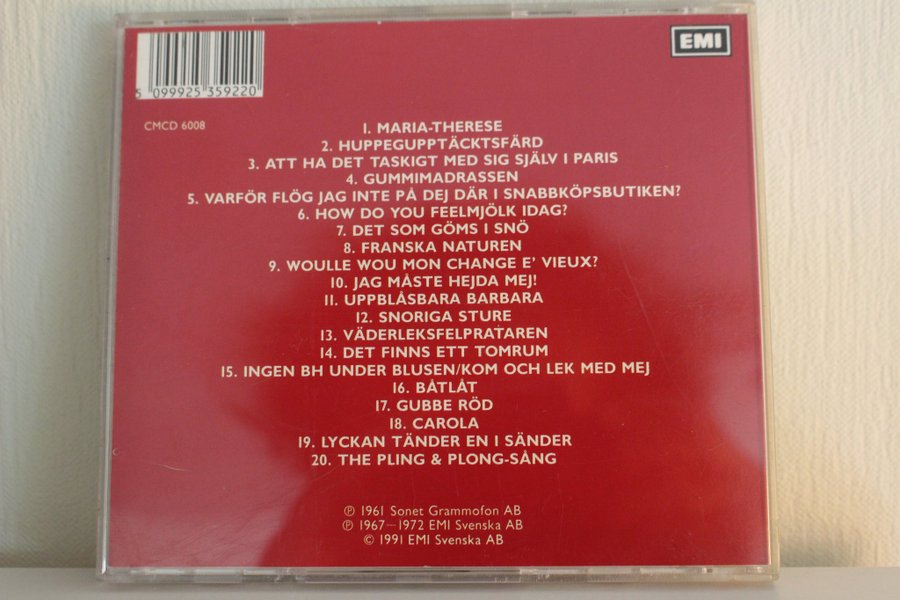 EMI
5 099925 359220
CMCD 6008
1. MARIA-THERESE
2. HUPPEGUPPTÄCKTSFÄRD
3. ATT HA DET TASKIGT MED SIG SJÄLV I PARIS
4. GUMMIMADRASSEN
5. VARFÖR FLÖG JAG INTE PÅ DEJ DÄR I SNABBKÖPSBUTIKEN?
6. HOW DO YOU FEELMJÖLK IDAG?
7. DET SOM GÖMS I SNÖ
8. FRANSKA NATUREN
9. WOULLE WOU MON CHANGE E' VIEUX?
10. JAG MÅSTE HEJDA MEJ!
11. UPPBLÅSBARA BARBARA
12. SNORIGA STURE
13. VÄDERLEKSFELPRATAREN
14. DET FINNS ETT TOMRUM
15. INGEN BH UNDER BLUSEN/KOM OCH LEK MED MEJ
16. BÅTLÅT
17. GUBBE RÖD
18. CAROLA
19. LYCKAN TÄNDER EN I SÄNDER
20. THE PLING & PLONG-SÅNG
℗ 1961 Sonet Grammofon AB
℗ 1967–1972 EMI Svenska AB
© 1991 EMI Svenska AB